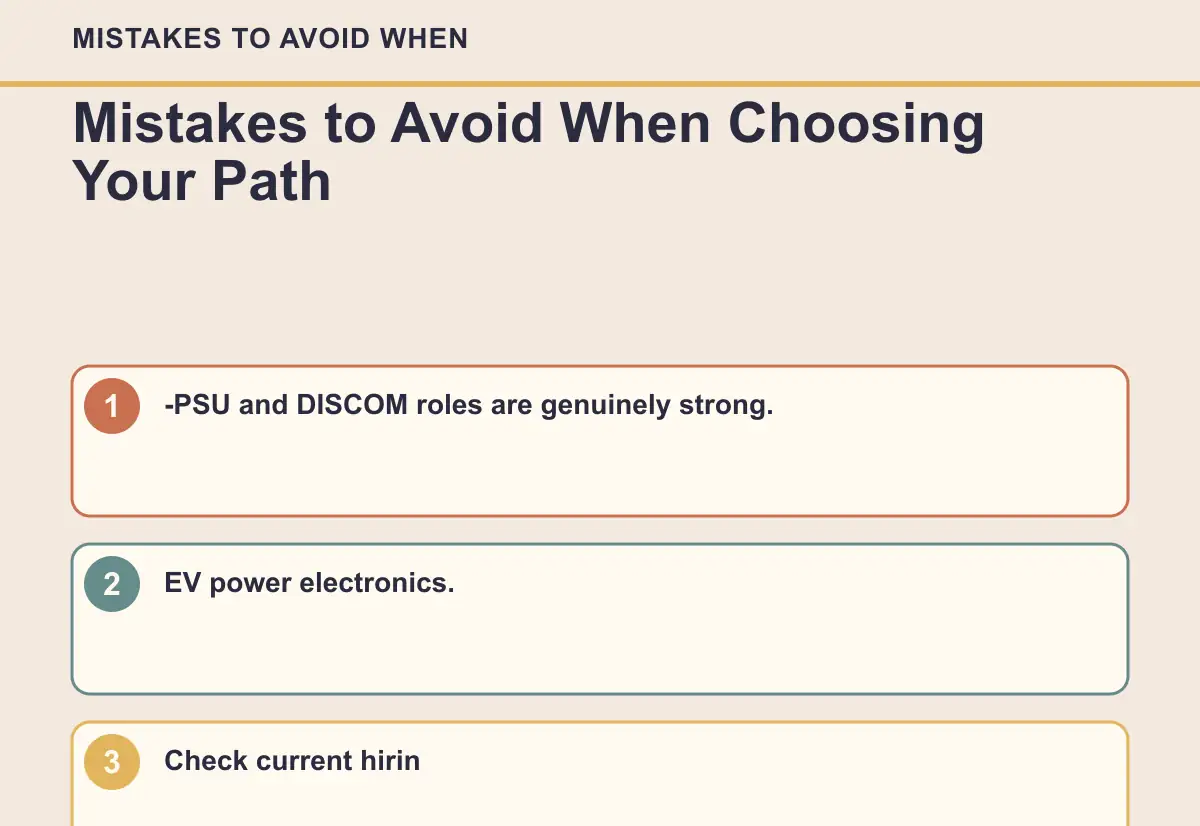 MISTAKES TO AVOID WHEN
Mistakes to Avoid When Choosing
Your Path
1
-PSU and DISCOM roles are genuinely strong.
2
EV power electronics.
3
Check current hirin